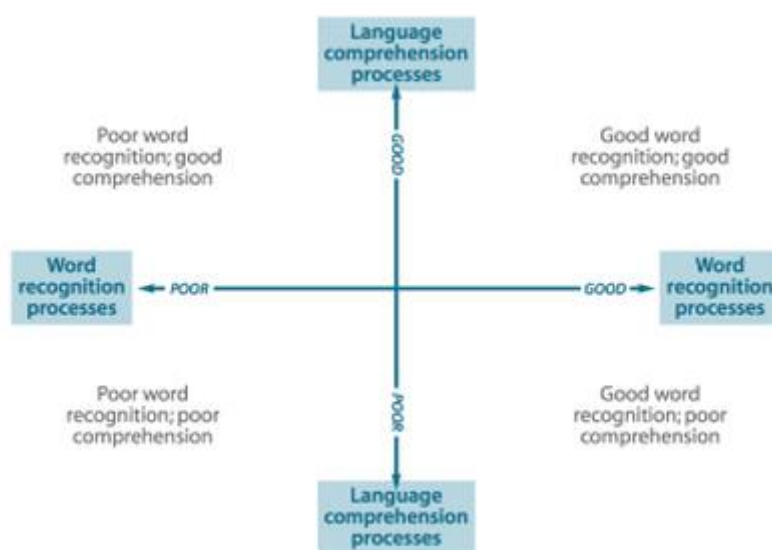 Language
comprehension
processes
GOOD
Poor word
recognition; good
comprehension
Good word
recognition; good
comprehension
Word
recognition
processes
POOR
GOOD
Word
recognition
processes
Poor word
recognition; poor
comprehension
POOR
Good word
recognition; poor
comprehension
Language
comprehension
processes